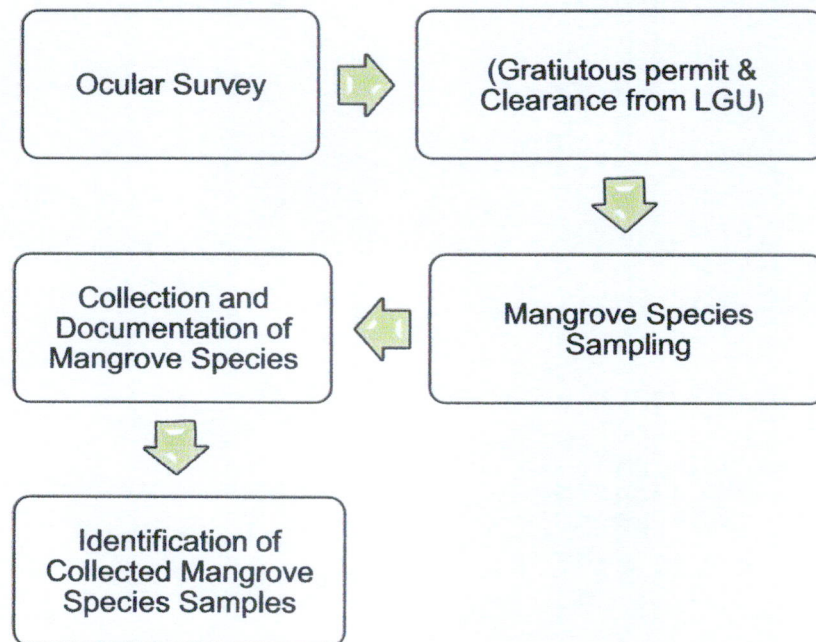 Ocular Survey
(Gratiutous permit &
Clearance from LGU)
Mangrove Species
Sampling
Collection and
Documentation of
Mangrove Species
Identification of
Collected Mangrove
Species Samples